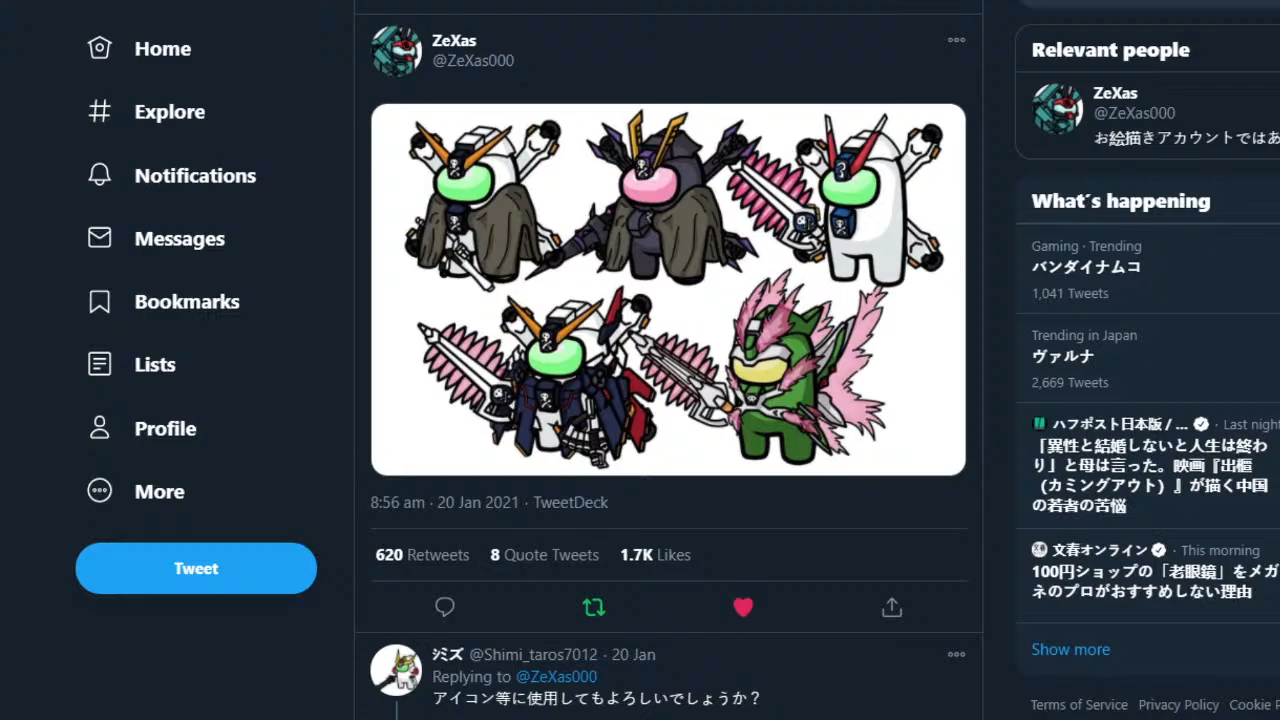 Home
Explore
Notifications
Messages
Bookmarks
Lists
Profile
More
Tweet
ZeXas
@ZeXas000
8:56 am · 20 Jan 2021 · TweetDeck
620 Retweets 8 Quote Tweets 1.7K Likes
ｼミズ @Shimi_taros7012 · 20 Jan
Replying to @ZeXas000
アイコン等に使用してもよろしいでしょうか？
Relevant people
ZeXas
@ZeXas000
お絵描きアカウントではあ
What's happening
Gaming · Trending
バンダイナムコ
1,041 Tweets
Trending in Japan
ヴァルナ
2,669 Tweets
ハフポスト日本版 / ... · Last night
「異性と結婚しないと人生は終わ
り」と母は言った。映画『出櫃
（カミングアウト）』が描く中国
の若者の苦悩
文春オンライン · This morning
100円ショップの「老眼鏡」をメガ
ネのプロがおすすめしない理由
Show more
Terms of Service Privacy Policy Cookie P